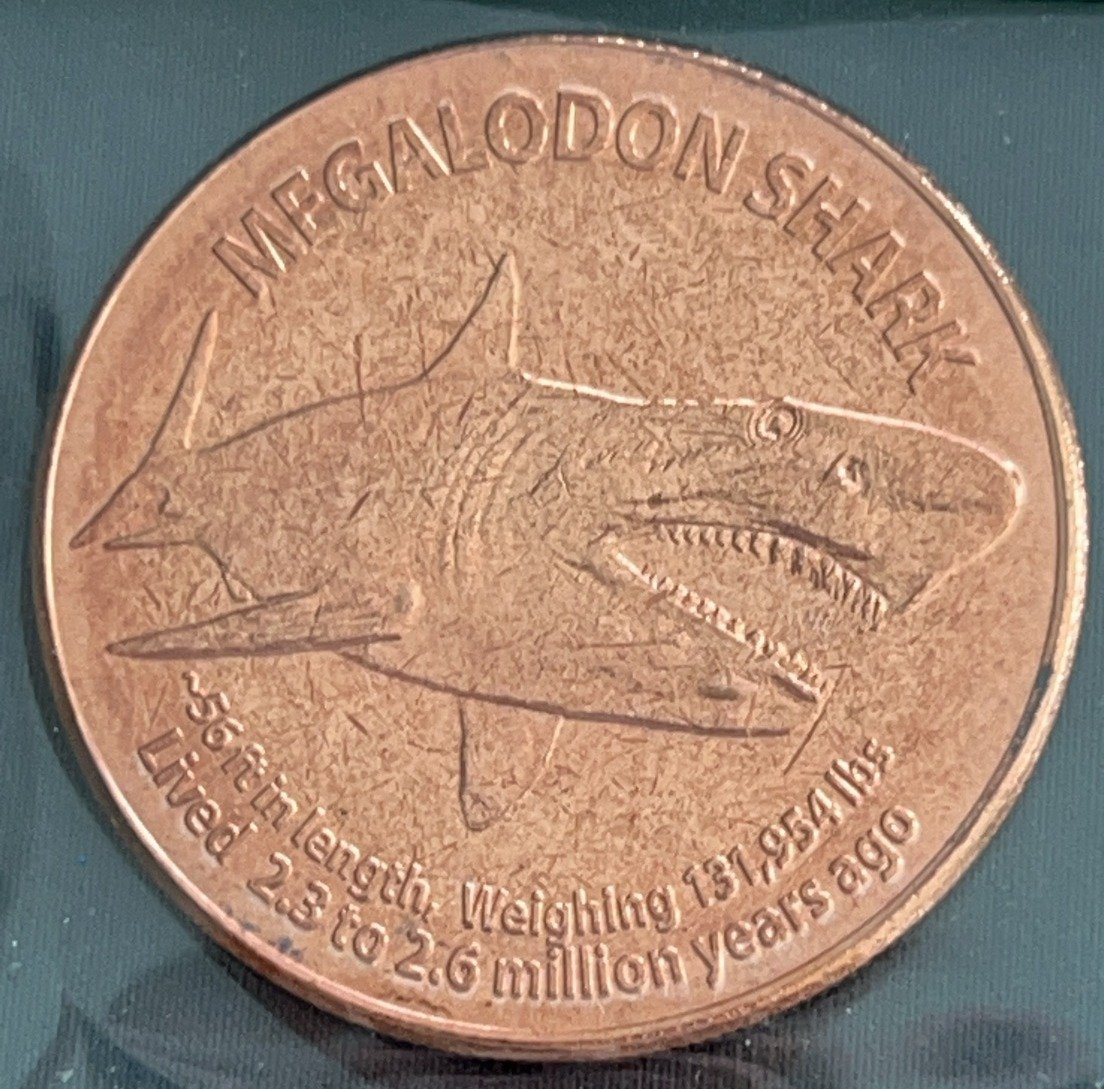 MEGALODON SHARK
~56 ft in length. Weighing 131,954 lbs
Lived 2.3 to 2.6 million years ago